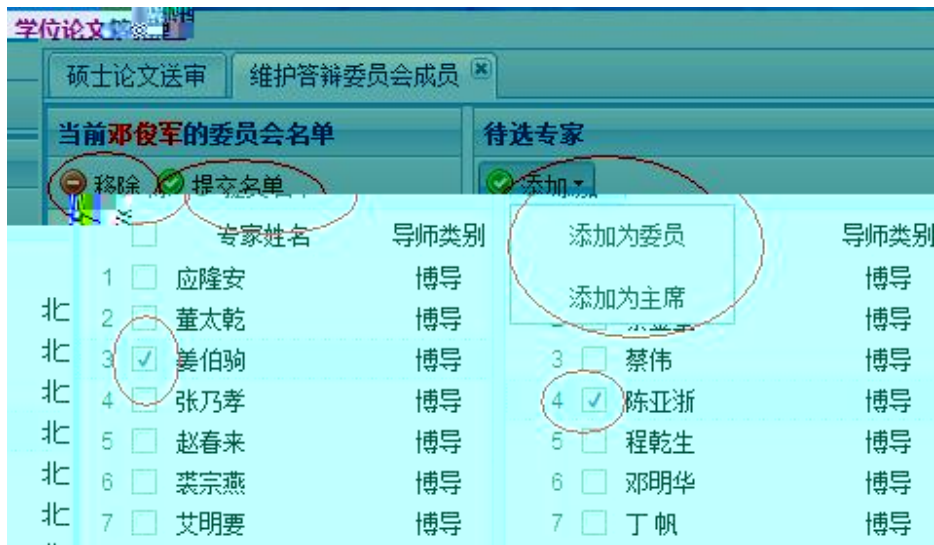 学位论文
硕士论文送审 维护答辩委员会成员
当前邓俊军的委员会名单 待选专家
移除 提交名单 添加
专家姓名 导师类别 添加为委员 导师类别
1 应隆安 博导 博导
添加为主席
北 2 董太乾 博导 博导
北 3 姜伯驹 博导 3 蔡伟 博导
北 4 张乃孝 博导 4 陈亚浙 博导
北 5 赵春来 博导 5 程乾生 博导
北 6 裘宗燕 博导 6 邓明华 博导
北 7 艾明要 博导 7 丁帆 博导